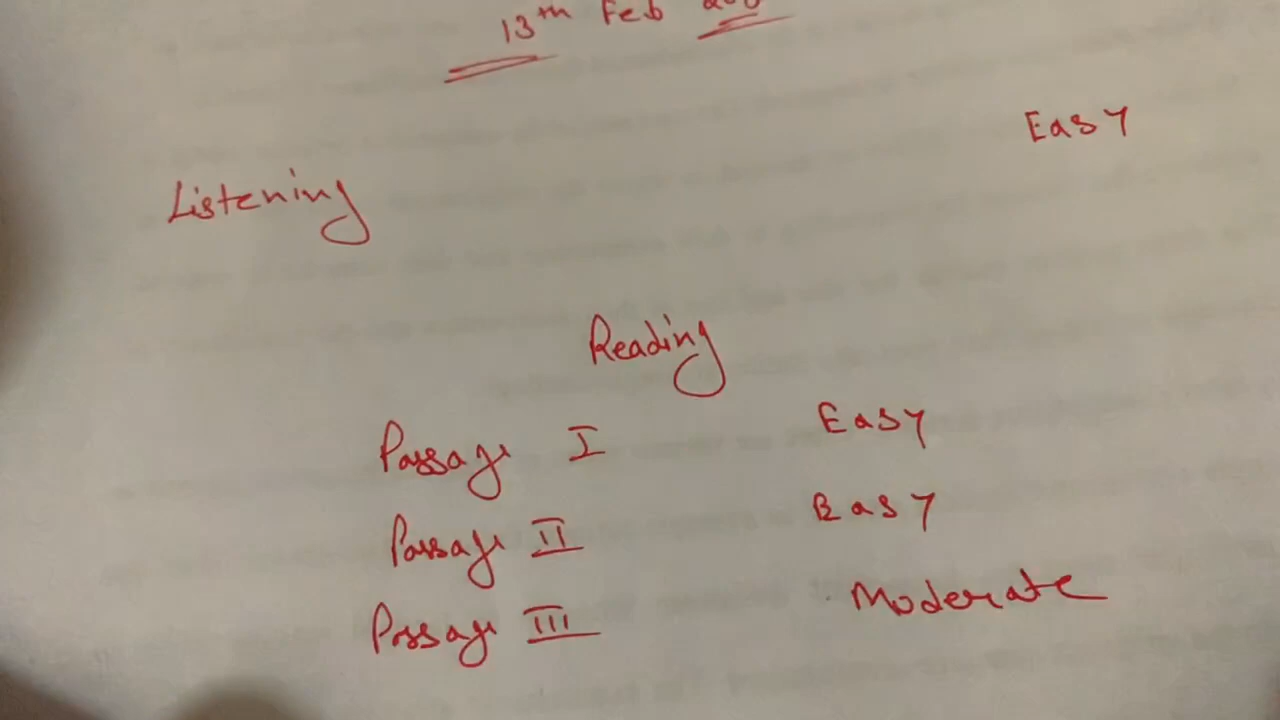 13th Feb
Easy
Listening
Reading
Passage I Easy
Passage II Easy
Passage III Moderate